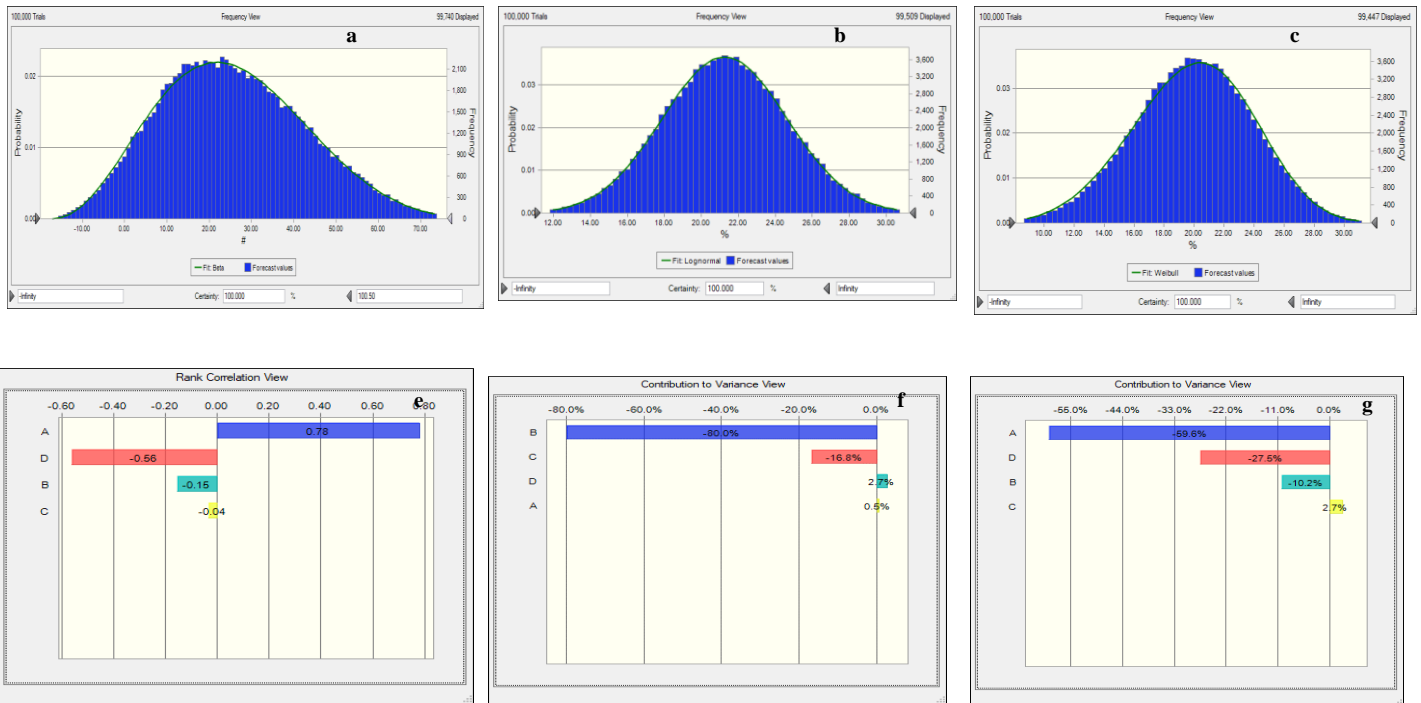 100,000 Trials Frequency View 99,740 Displayed
a
0.02
0.01
0.00
Probability
2,100
1,800
1,500
1,200
900
600
300
0
Frequency
-10.00 0.00 10.00 20.00 30.00 40.00 50.00 60.00 70.00
#
Fit: Beta Forecast values
-Infinity Certainty: 100.000 % 100.50
100,000 Trials Frequency View 99,509 Displayed
b
0.03
0.02
0.01
0.00
Probability
3,600
3,200
2,800
2,400
2,000
1,600
1,200
800
400
0
Frequency
12.00 14.00 16.00 18.00 20.00 22.00 24.00 26.00 28.00 30.00
%
Fit: Lognormal Forecast values
-Infinity Certainty: 100.000 % Infinity
100,000 Trials Frequency View 99,447 Displayed
c
0.03
0.02
0.01
0.00
Probability
3,600
3,200
2,800
2,400
2,000
1,600
1,200
800
400
0
Frequency
10.00 12.00 14.00 16.00 18.00 20.00 22.00 24.00 26.00 28.00 30.00
%
Fit: Weibull Forecast values
-Infinity Certainty: 100.000 % Infinity
Rank Correlation View
e
-0.60 -0.40 -0.20 0.00 0.20 0.40 0.60 0.80
A 0.78
D -0.56
B -0.15
C -0.04
Contribution to Variance View
f
-80.0% -60.0% -40.0% -20.0% 0.0%
B -80.0%
C -16.8%
D 2.7%
A 0.5%
Contribution to Variance View
g
-55.0% -44.0% -33.0% -22.0% -11.0% 0.0%
A -59.6%
D -27.5%
B -10.2%
C 2.7%